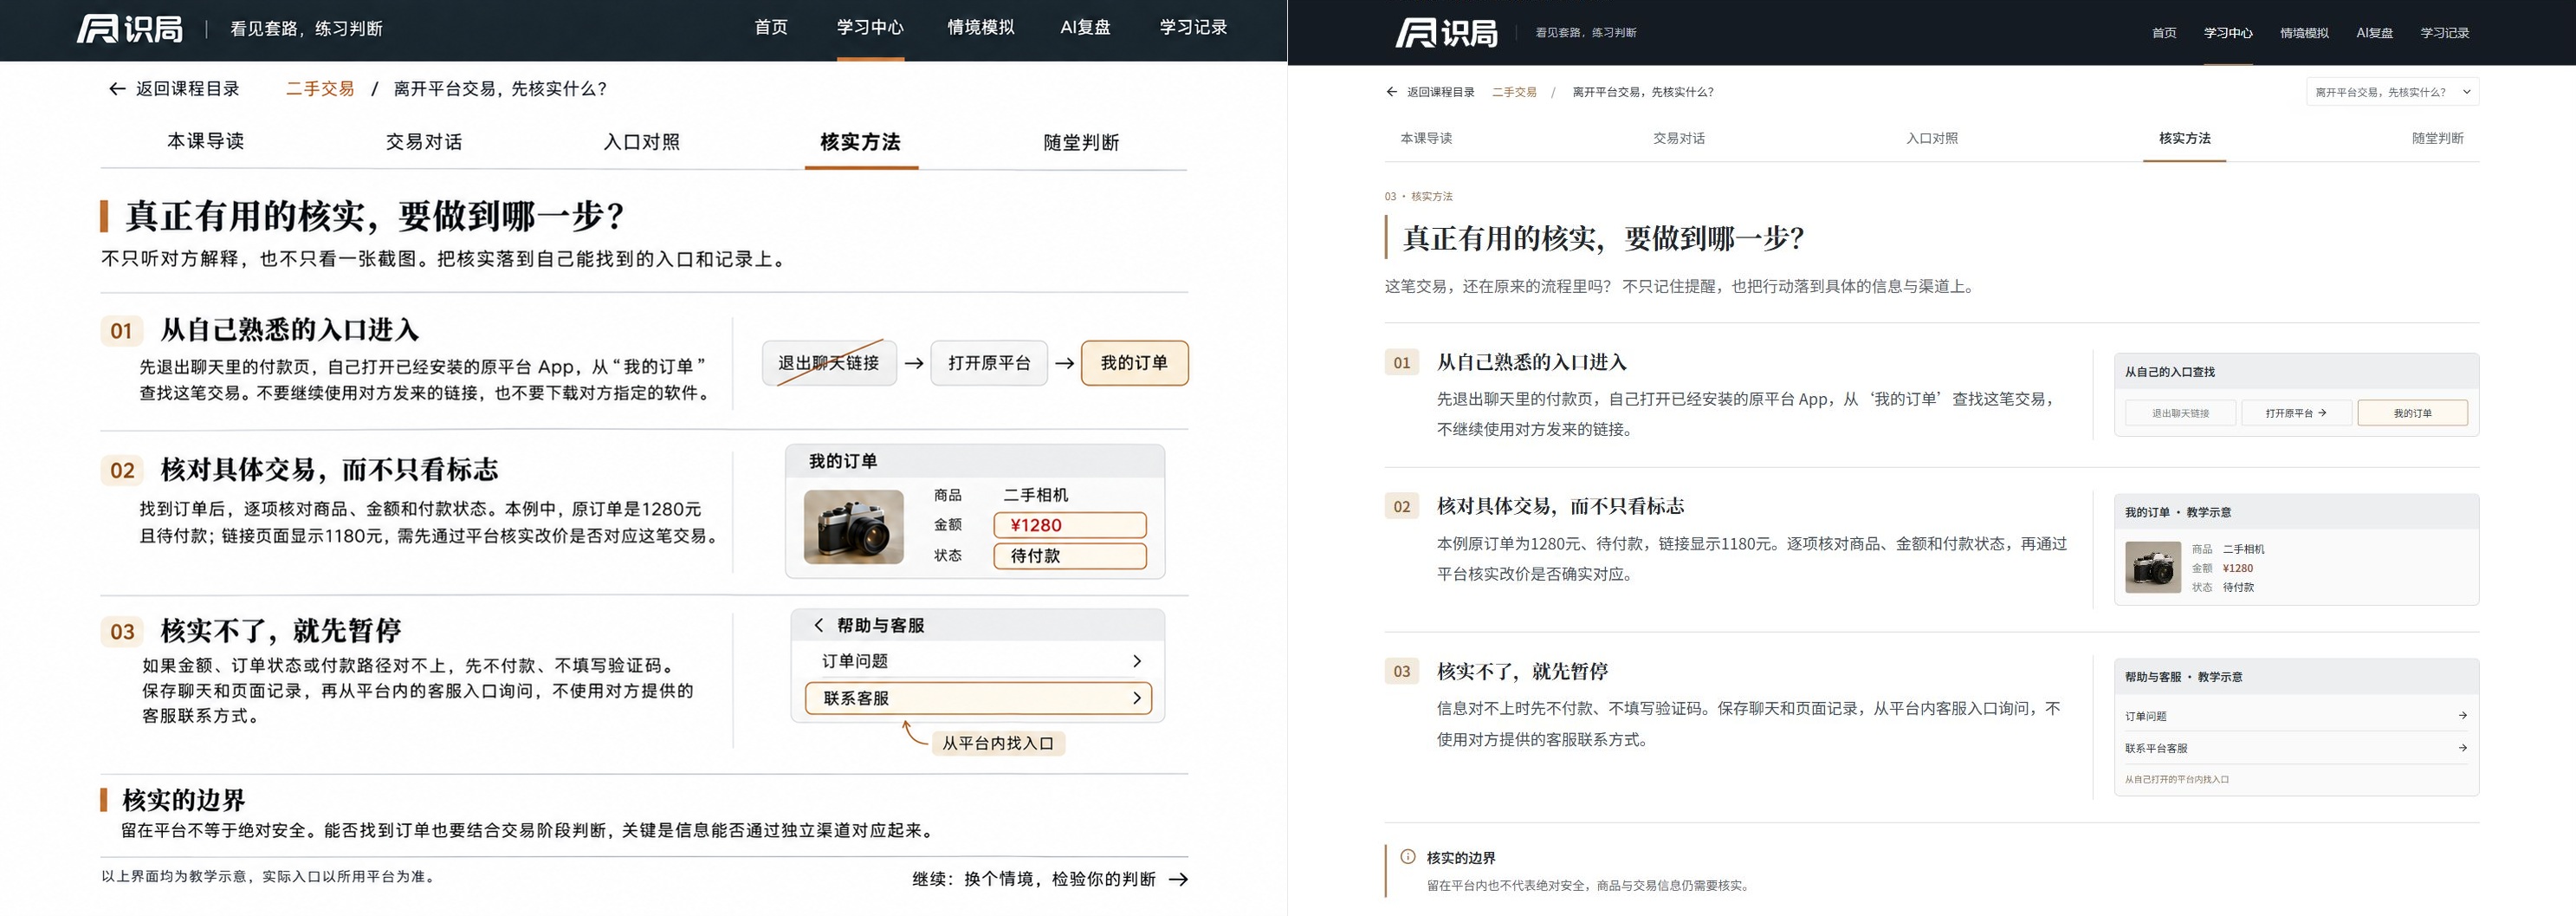 识局 | 看见套路，练习判断
首页 学习中心 情境模拟 AI复盘 学习记录
← 返回课程目录 二手交易 / 离开平台交易，先核实什么？
本课导读 交易对话 入口对照 核实方法 随堂判断
真正有用的核实，要做到哪一步？
不只听对方解释，也不只看一张截图。把核实落到自己能找到的入口和记录上。
01 从自己熟悉的入口进入
先退出聊天里的付款页，自己打开已经安装的原平台 App，从“我的订单”
查找这笔交易。不要继续使用对方发来的链接，也不要下载对方指定的软件。
退出聊天链接 → 打开原平台 → 我的订单
02 核对具体交易，而不只看标志
找到订单后，逐项核对商品、金额和付款状态。本例中，原订单是1280元
且待付款；链接页面显示1180元，需先通过平台核实改价是否对应这笔交易。
我的订单
商品 二手相机
金额 ¥1280
状态 待付款
03 核实不了，就先暂停
如果金额、订单状态或付款路径对不上，先不付款、不填写验证码。
保存聊天和页面记录，再从平台内的客服入口询问，不使用对方提供的
客服联系方式。
帮助与客服
订单问题
联系客服
从平台内找入口
核实的边界
留在平台不等于绝对安全。能否找到订单也要结合交易阶段判断，关键是信息能否通过独立渠道对应起来。
以上界面均为教学示意，实际入口以所用平台为准。
继续：换个情境，检验你的判断 →
识局 | 看见套路，练习判断
首页 学习中心 情境模拟 AI复盘 学习记录
← 返回课程目录 二手交易 / 离开平台交易，先核实什么？
离开平台交易，先核实什么？
本课导读 交易对话 入口对照 核实方法 随堂判断
03 · 核实方法
真正有用的核实，要做到哪一步？
这笔交易，还在原来的流程里吗？ 不只记住提醒，也把行动落到具体的信息与渠道上。
01 从自己熟悉的入口进入
先退出聊天里的付款页，自己打开已经安装的原平台 App，从‘我的订单’查找这笔交易，
不继续使用对方发来的链接。
从自己的入口查找
退出聊天链接 打开原平台 → 我的订单
02 核对具体交易，而不只看标志
本例原订单为1280元、待付款，链接显示1180元。逐项核对商品、金额和付款状态，再通过
平台核实改价是否确实对应。
我的订单 · 教学示意
商品 二手相机
金额 ¥1280
状态 待付款
03 核实不了，就先暂停
信息对不上时先不付款、不填写验证码。保存聊天和页面记录，从平台内客服入口询问，不
使用对方提供的客服联系方式。
帮助与客服 · 教学示意
订单问题 →
联系平台客服 →
从自己打开的平台内找入口
核实的边界
留在平台内也不代表绝对安全，商品与交易信息仍需要核实。